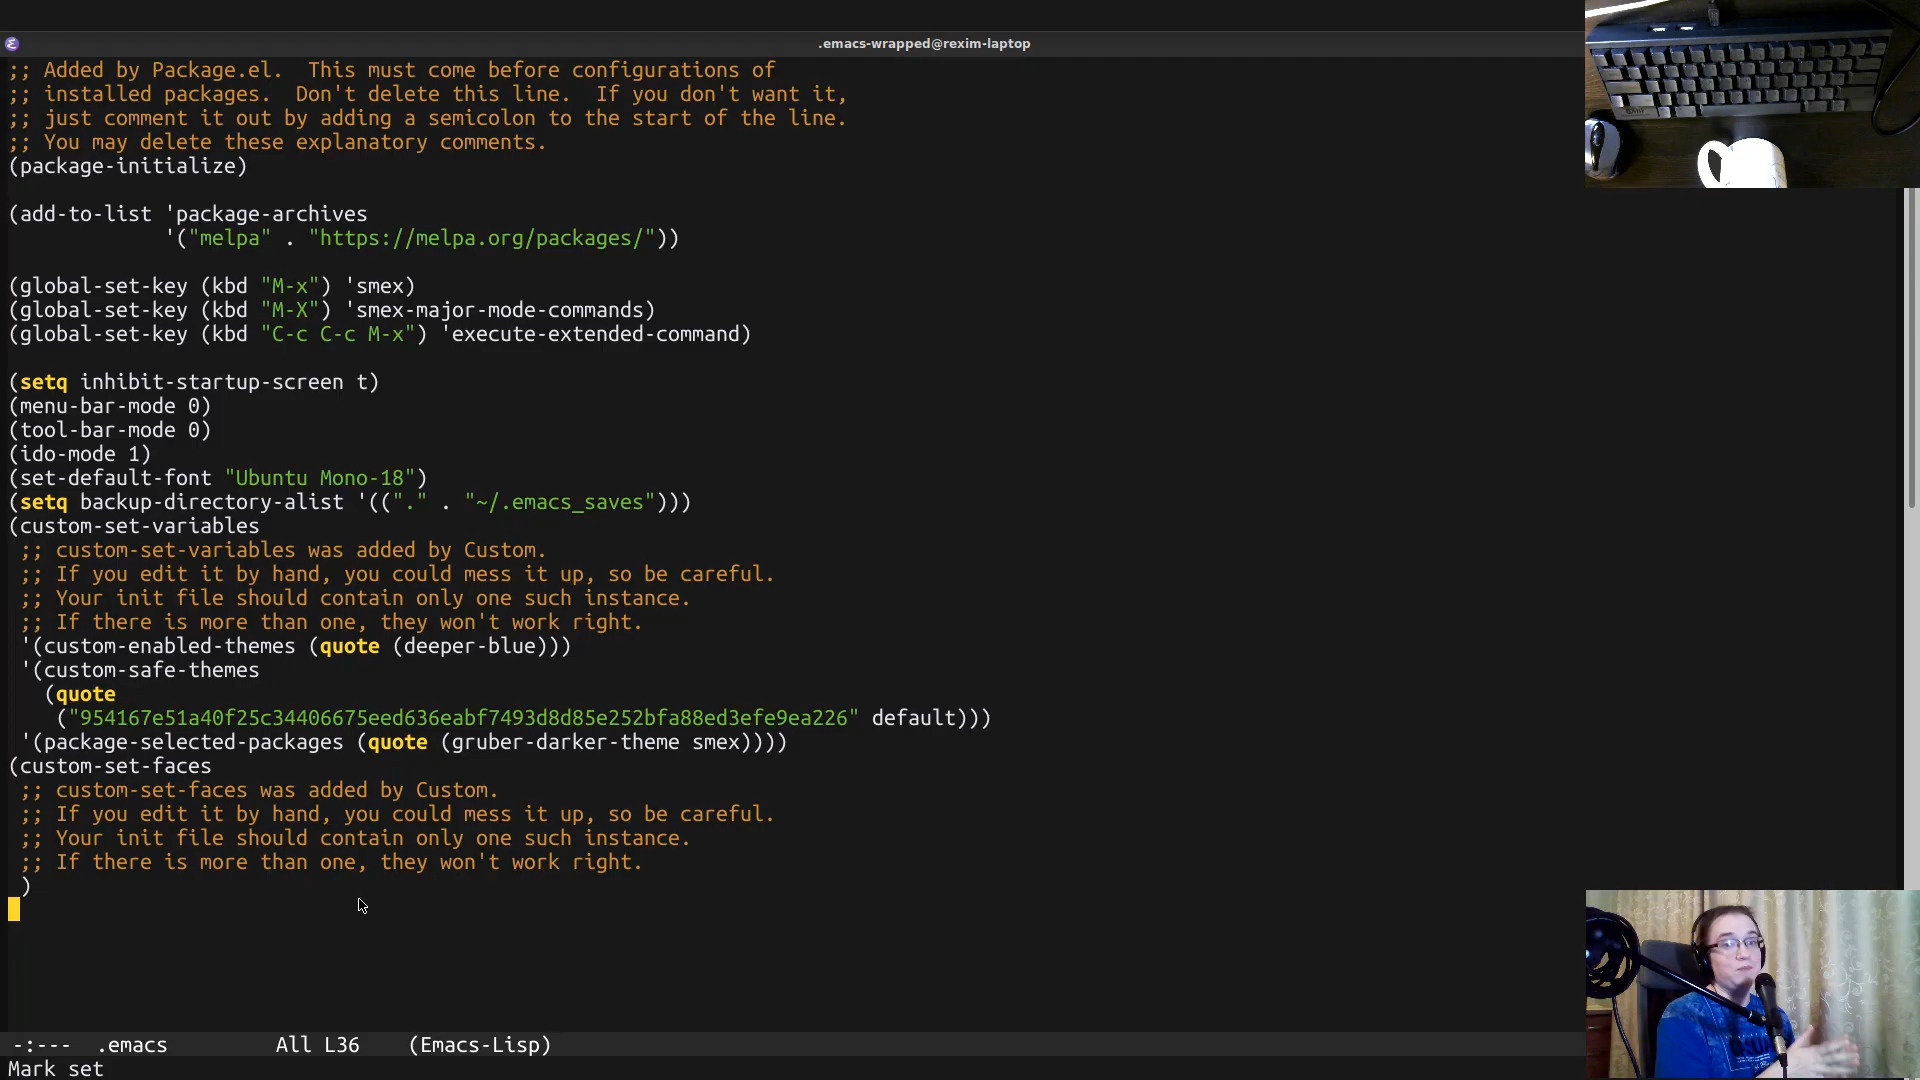 .emacs-wrapped@rexim-laptop
;; Added by Package.el.  This must come before configurations of
;; installed packages.  Don't delete this line.  If you don't want it,
;; just comment it out by adding a semicolon to the start of the line.
;; You may delete these explanatory comments.
(package-initialize)

(add-to-list 'package-archives
             '("melpa" . "https://melpa.org/packages/"))

(global-set-key (kbd "M-x") 'smex)
(global-set-key (kbd "M-X") 'smex-major-mode-commands)
(global-set-key (kbd "C-c C-c M-x") 'execute-extended-command)

(setq inhibit-startup-screen t)
(menu-bar-mode 0)
(tool-bar-mode 0)
(ido-mode 1)
(set-default-font "Ubuntu Mono-18")
(setq backup-directory-alist '(("." . "~/.emacs_saves")))
(custom-set-variables
 ;; custom-set-variables was added by Custom.
 ;; If you edit it by hand, you could mess it up, so be careful.
 ;; Your init file should contain only one such instance.
 ;; If there is more than one, they won't work right.
 '(custom-enabled-themes (quote (deeper-blue)))
 '(custom-safe-themes
   (quote
    ("954167e51a40f25c34406675eed636eabf7493d8d85e252bfa88ed3efe9ea226" default)))
 '(package-selected-packages (quote (gruber-darker-theme smex))))
(custom-set-faces
 ;; custom-set-faces was added by Custom.
 ;; If you edit it by hand, you could mess it up, so be careful.
 ;; Your init file should contain only one such instance.
 ;; If there is more than one, they won't work right.
 )
-:---  .emacs         All L36    (Emacs-Lisp)
Mark set